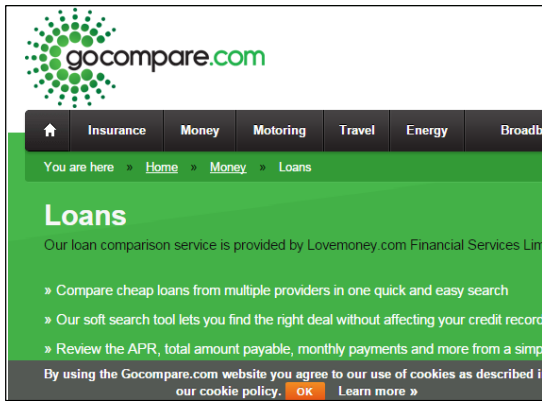 gocompare.com
Insurance Money Motoring Travel Energy Broadb
You are here » Home » Money » Loans
Loans
Our loan comparison service is provided by Lovemoney.com Financial Services Lim
» Compare cheap loans from multiple providers in one quick and easy search
» Our soft search tool lets you find the right deal without affecting your credit record
» Review the APR, total amount payable, monthly payments and more from a simp
By using the Gocompare.com website you agree to our use of cookies as described i
our cookie policy. OK Learn more »